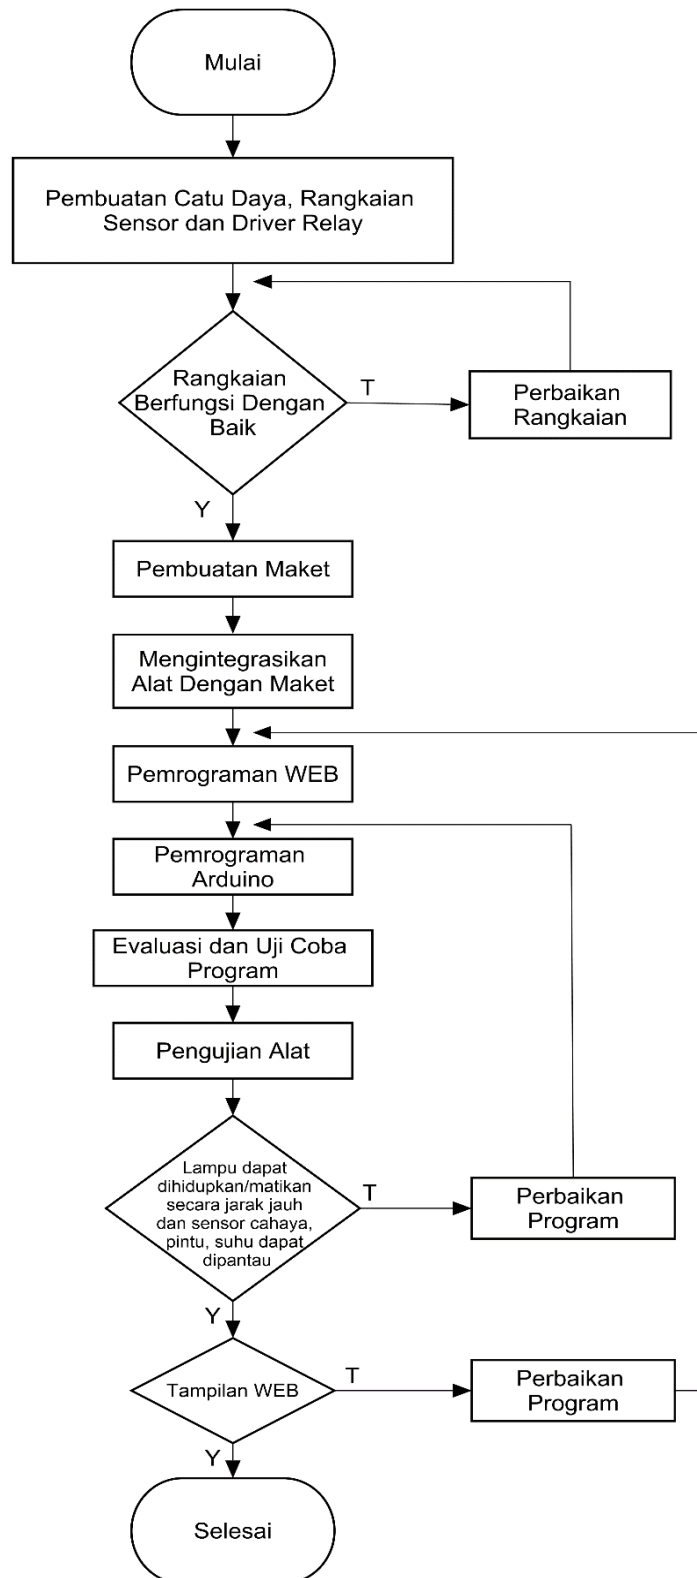 Mulai
Pembuatan Catu Daya, Rangkaian
Sensor dan Driver Relay
Rangkaian
Berfungsi Dengan
Baik
T
Perbaikan
Rangkaian
Y
Pembuatan Maket
Mengintegrasikan
Alat Dengan Maket
Pemrograman WEB
Pemrograman
Arduino
Evaluasi dan Uji Coba
Program
Pengujian Alat
Lampu dapat
dihidupkan/matikan
secara jarak jauh
dan sensor cahaya,
pintu, suhu dapat
dipantau
T
Perbaikan
Program
Y
Tampilan WEB
T
Perbaikan
Program
Y
Selesai